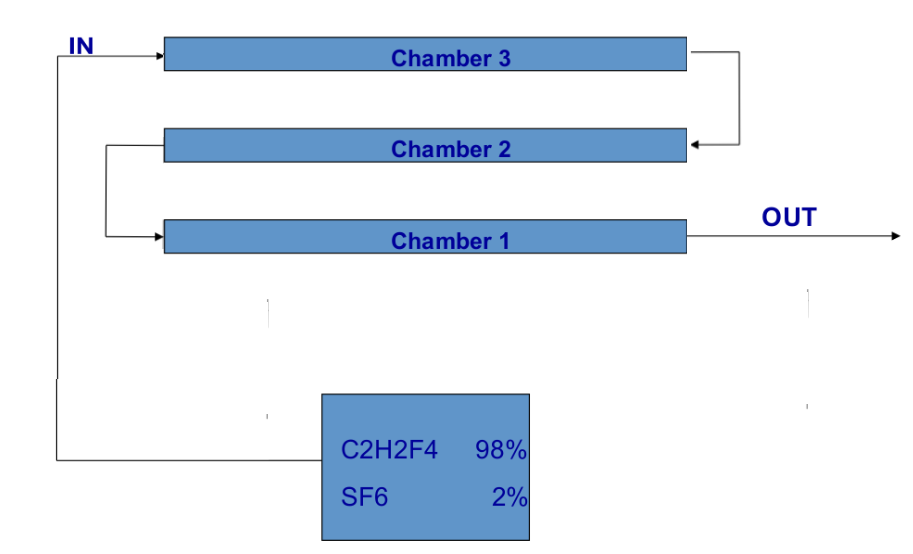 IN
Chamber 3
Chamber 2
Chamber 1
OUT
C2H2F4 98%
SF6 2%